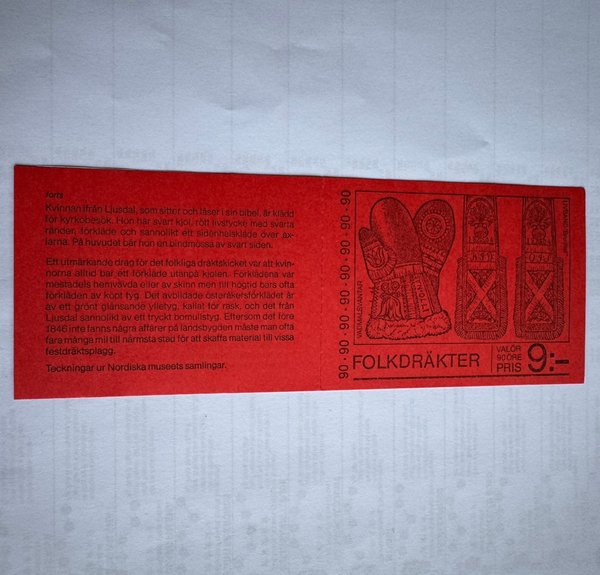 forts
Kvinnan ifrån Ljusdal, som sitter och läser i sin bibel, är klädd
för kyrkobesök. Hon bär svart kjol, rött livstycke med svarta
ränder, förkläde och sannolikt ett sidenhalskläde över ax-
larna. På huvudet bär hon en bindmössa av svart siden.
Ett utmärkande drag för det folkliga dräktskicket var att kvin-
norna alltid bar ett förkläde utanpå kjolen. Förklädena var
mestadels hemvävda eller av skinn men till högtid bars ofta
förkläden av köpt tyg. Det avbildade österåkersförklädet är
av ett grönt glänsande ylletyg, kallat för rask, och det från
Ljusdal sannolikt av ett tryckt bomullstyg. Eftersom det före
1846 inte fanns några affärer på landsbygden måste man ofta
fare många mil till närmsta stad för att skaffa material till vissa
festdräktsplagg.
Teckningar ur Nordiska museets samlingar.
90 · 90 · 90 · 90 · 90 · 90
VADMALSVANTAR
FOLKDRÄKTER
VALÖR
90 ÖRE
PRIS
9:–